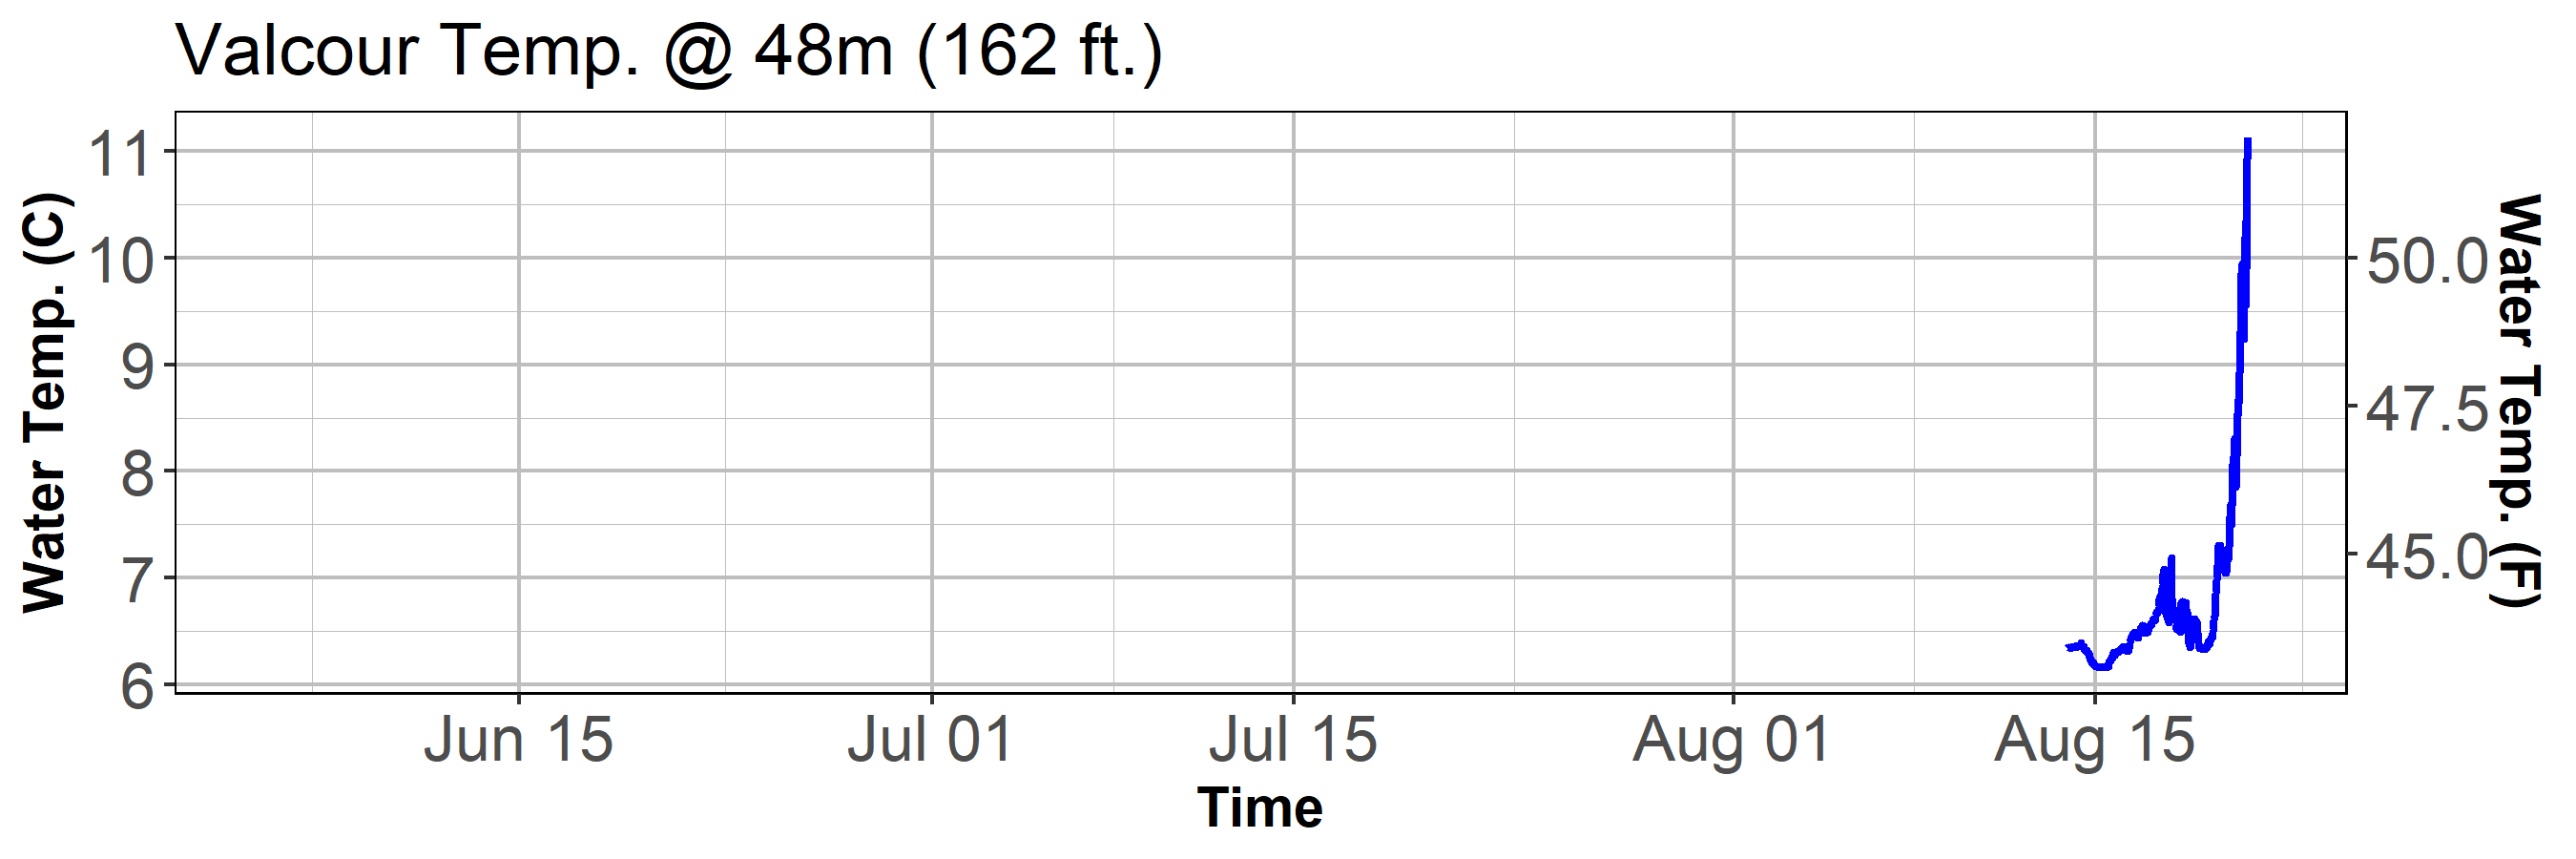 Valcour Temp. @ 48m (162 ft.)
Water Temp. (C)
11
10
9
8
7
6
50.0
47.5
45.0
Water Temp. (F)
Jun 15
Jul 01
Jul 15
Aug 01
Aug 15
Time